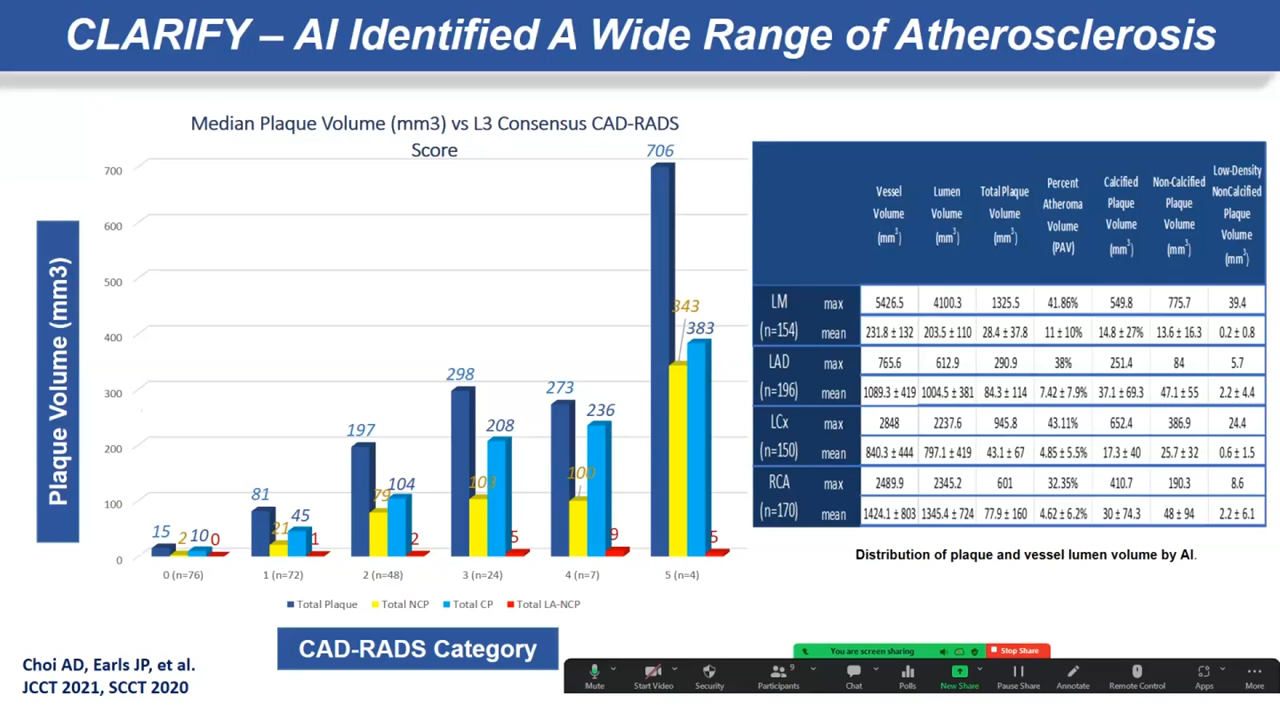 CLARIFY – AI Identified A Wide Range of Atherosclerosis
Median Plaque Volume (mm3) vs L3 Consensus CAD-RADS
Score
Plaque Volume (mm3)
700
600
500
400
300
200
100
0
15 2 10 0
81 21 45 1
197 79 104 2
298 103 208 5
273 100 236 9
706 343 383 5
0 (n=76) 1 (n=72) 2 (n=48) 3 (n=24) 4 (n=7) 5 (n=4)
Total Plaque Total NCP Total CP Total LA-NCP
CAD-RADS Category
Vessel Volume (mm3) Lumen Volume (mm3) Total Plaque Volume (mm3) Percent Atheroma Volume (PAV) Calcified Plaque Volume (mm3) Non-Calcified Plaque Volume (mm3) Low-Density NonCalcified Plaque Volume (mm3)
LM max 5426.5 4100.3 1325.5 41.86% 549.8 775.7 39.4
(n=154) mean 231.8 ± 132 203.5 ± 110 28.4 ± 37.8 11 ± 10% 14.8 ± 27% 13.6 ± 16.3 0.2 ± 0.8
LAD max 765.6 612.9 290.9 38% 251.4 84 5.7
(n=196) mean 1089.3 ± 419 1004.5 ± 381 84.3 ± 114 7.42 ± 7.9% 37.1 ± 69.3 47.1 ± 55 2.2 ± 4.4
LCx max 2848 2237.6 945.8 43.11% 652.4 386.9 24.4
(n=150) mean 840.3 ± 444 797.1 ± 419 43.1 ± 67 4.85 ± 5.5% 17.3 ± 40 25.7 ± 32 0.6 ± 1.5
RCA max 2489.9 2345.2 601 32.35% 410.7 190.3 8.6
(n=170) mean 1424.1 ± 803 1345.4 ± 724 77.9 ± 160 4.62 ± 6.2% 30 ± 74.3 48 ± 94 2.2 ± 6.1
Distribution of plaque and vessel lumen volume by AI.
Choi AD, Earls JP, et al.
JCCT 2021, SCCT 2020
You are screen sharing Stop Share
9
Mute Start Video Security Participants Chat Polls New Share Pause Share Annotate Remote Control Apps More